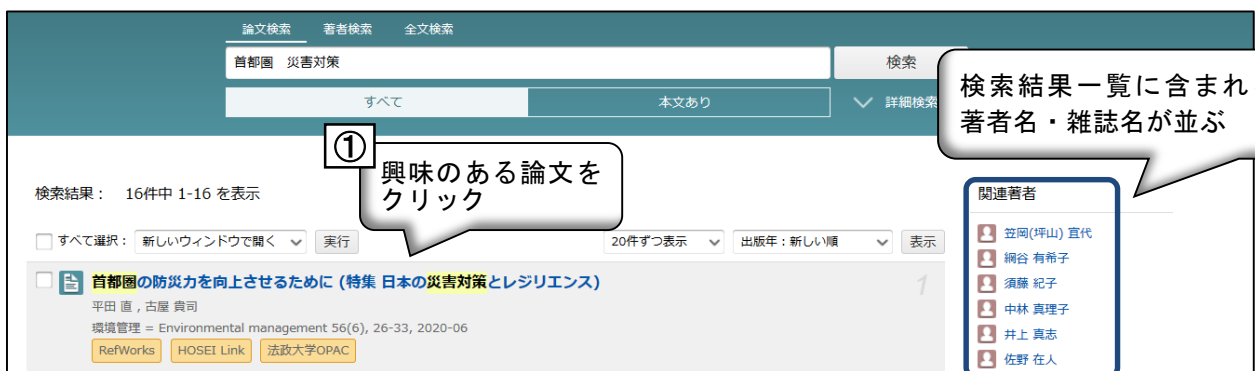 論文検索 著者検索 全文検索
首都圏 災害対策 検索
すべて 本文あり 詳細検索
検索結果一覧に含まれ
著者名・雑誌名が並ぶ
①
興味のある論文を
クリック
検索結果： 16件中 1-16 を表示
すべて選択： 新しいウィンドウで開く 実行 20件ずつ表示 出版年：新しい順 表示
首都圏の防災力を向上させるために (特集 日本の災害対策とレジリエンス) 1
平田 直 , 古屋 貴司
環境管理 = Environmental management 56(6), 26-33, 2020-06
RefWorks HOSEI Link 法政大学OPAC
関連著者
笠岡(坪山) 宜代
綱谷 有希子
須藤 紀子
中林 真理子
井上 真志
佐野 在人